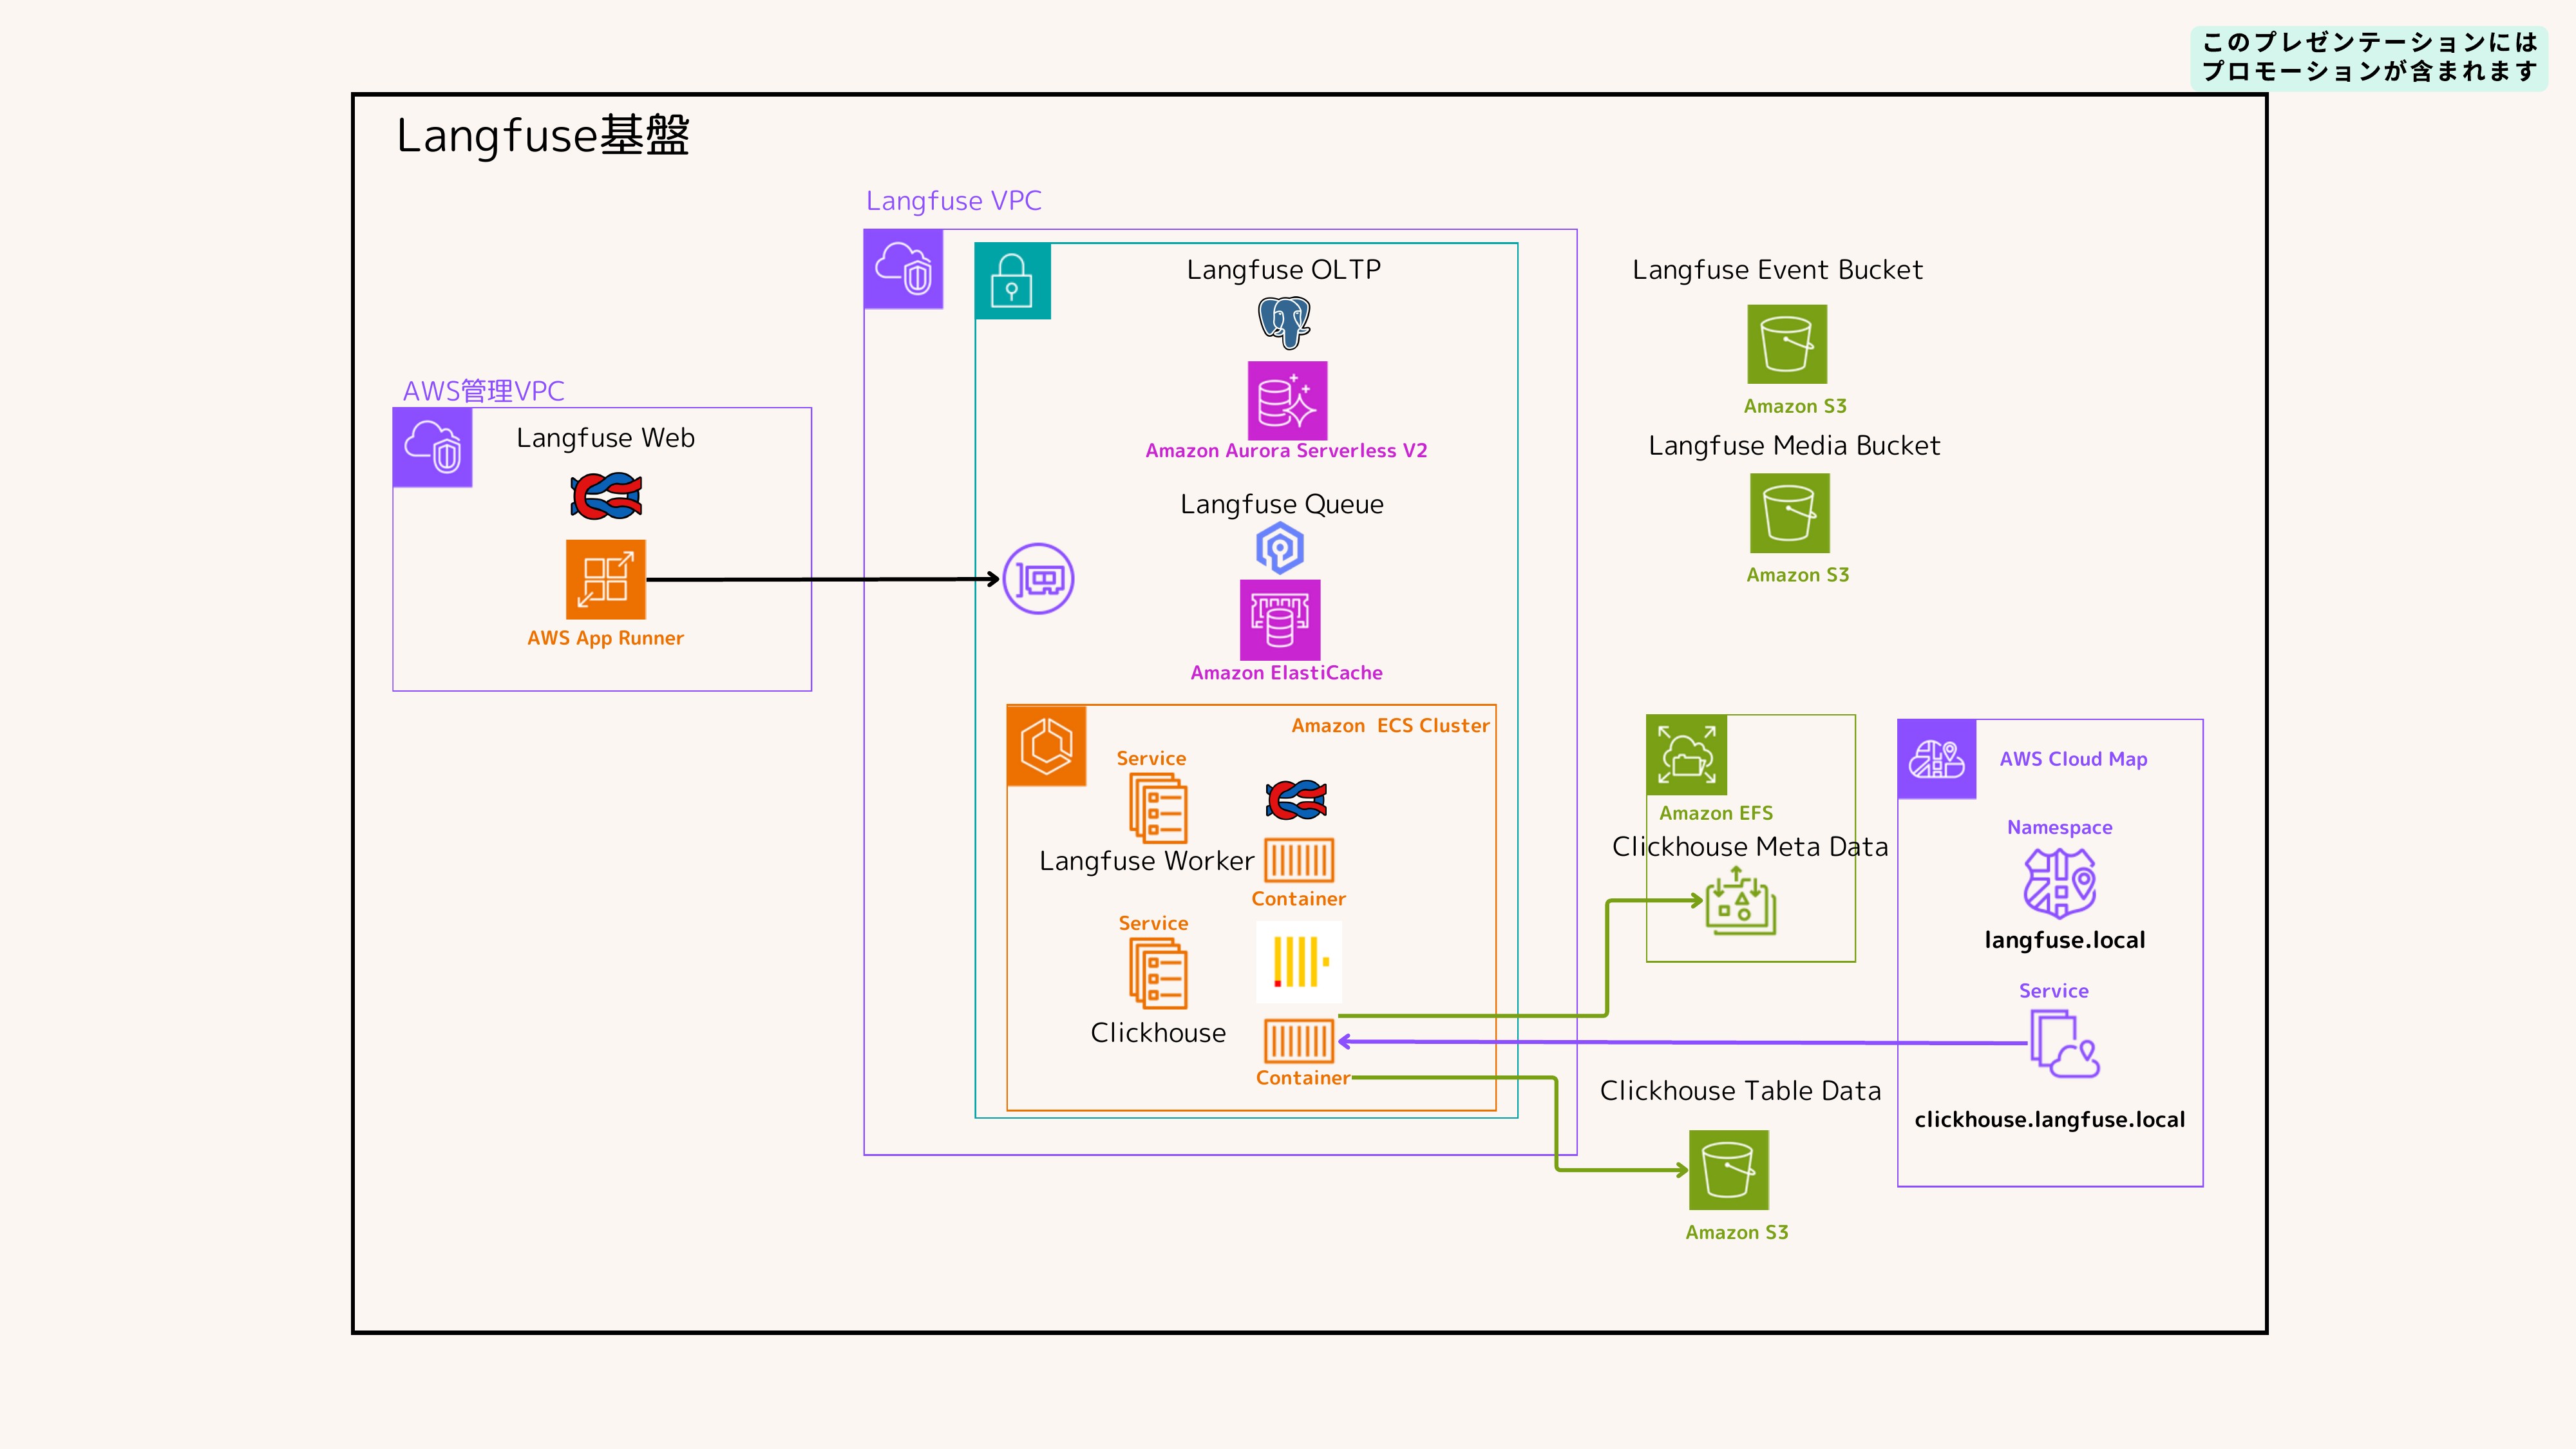 このプレゼンテーションには
プロモーションが含まれます
Langfuse基盤
Langfuse VPC
AWS管理VPC
Langfuse Web
AWS App Runner
Langfuse OLTP
Amazon Aurora Serverless V2
Langfuse Queue
Amazon ElastiCache
Amazon ECS Cluster
Service
Langfuse Worker
Container
Service
Clickhouse
Container
Langfuse Event Bucket
Amazon S3
Langfuse Media Bucket
Amazon S3
Amazon EFS
Clickhouse Meta Data
Clickhouse Table Data
Amazon S3
AWS Cloud Map
Namespace
langfuse.local
Service
clickhouse.langfuse.local